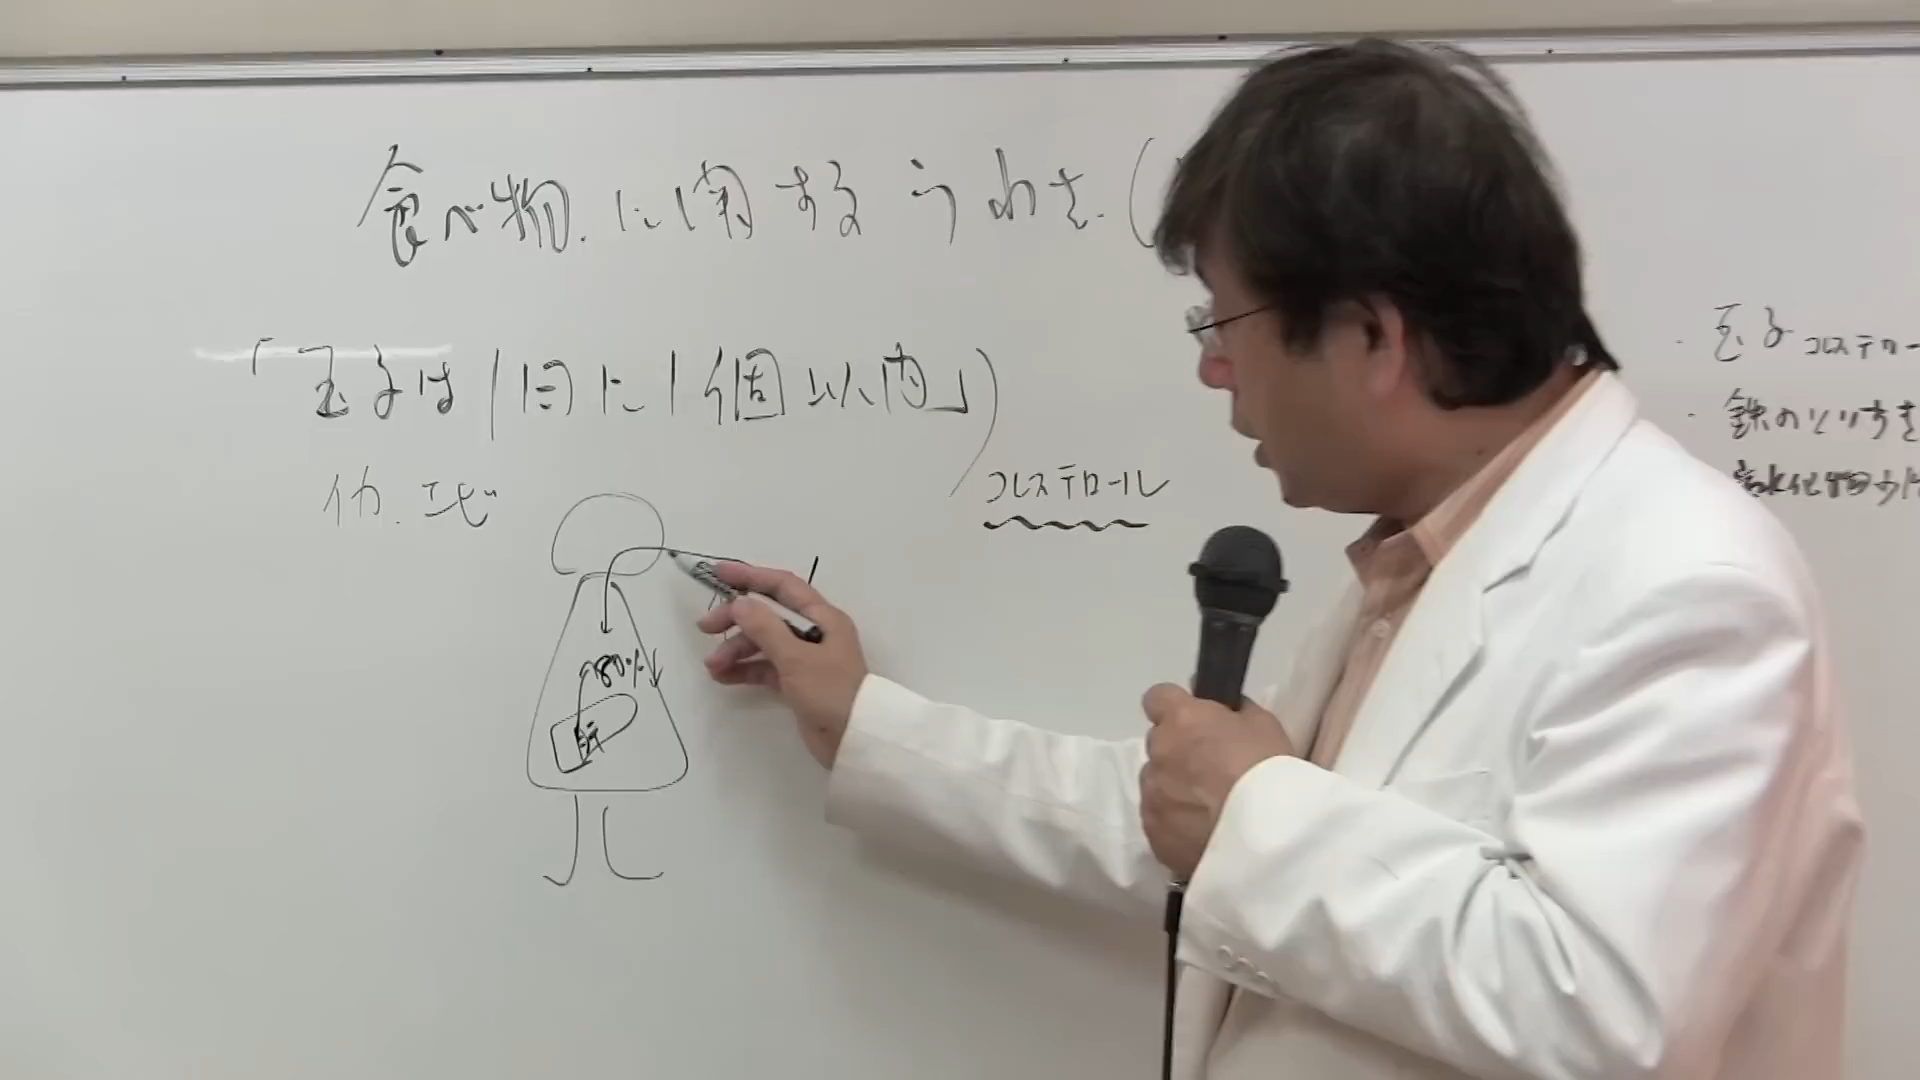 食べ物に関するうわさ(
「玉子は1日に1個以内」)
コレステロール
イカ、エビ
80%
肝
・玉子 コレステロー
・鉄のとりすぎ